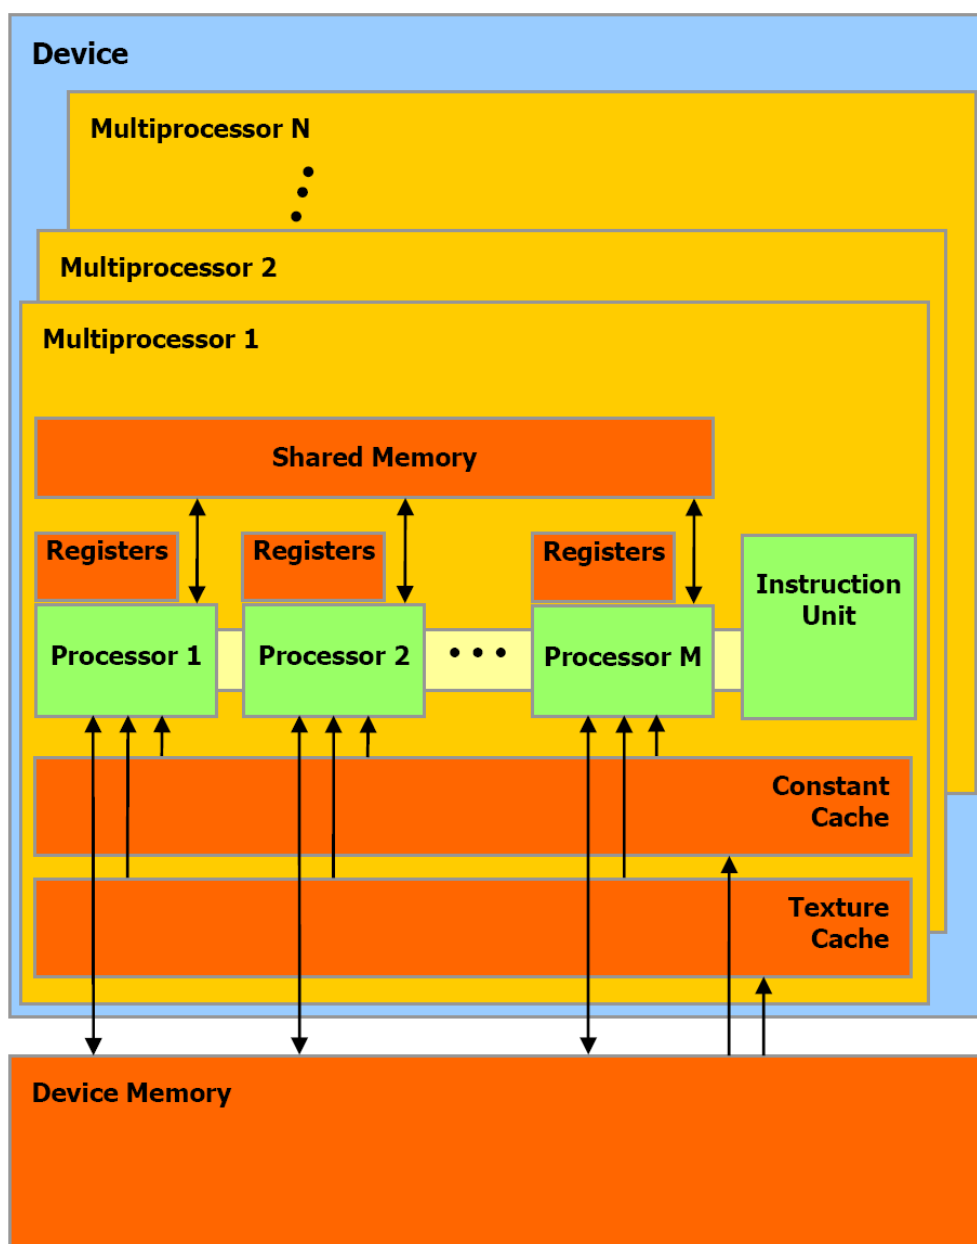 Device
Multiprocessor N
Multiprocessor 2
Multiprocessor 1
Shared Memory
Registers
Registers
Registers
Instruction
Unit
Processor 1
Processor 2
• • •
Processor M
Constant
Cache
Texture
Cache
Device Memory